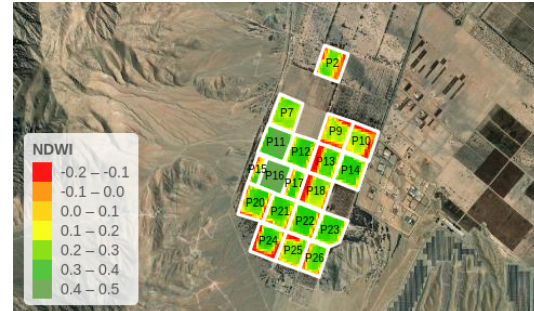 P2
P7
P9
P10
P11
P12
P13
P14
P15
P16
P17
P18
P20
P21
P22
P23
P24
P25
P26
NDWI
-0.2 – -0.1
-0.1 – 0.0
0.0 – 0.1
0.1 – 0.2
0.2 – 0.3
0.3 – 0.4
0.4 – 0.5